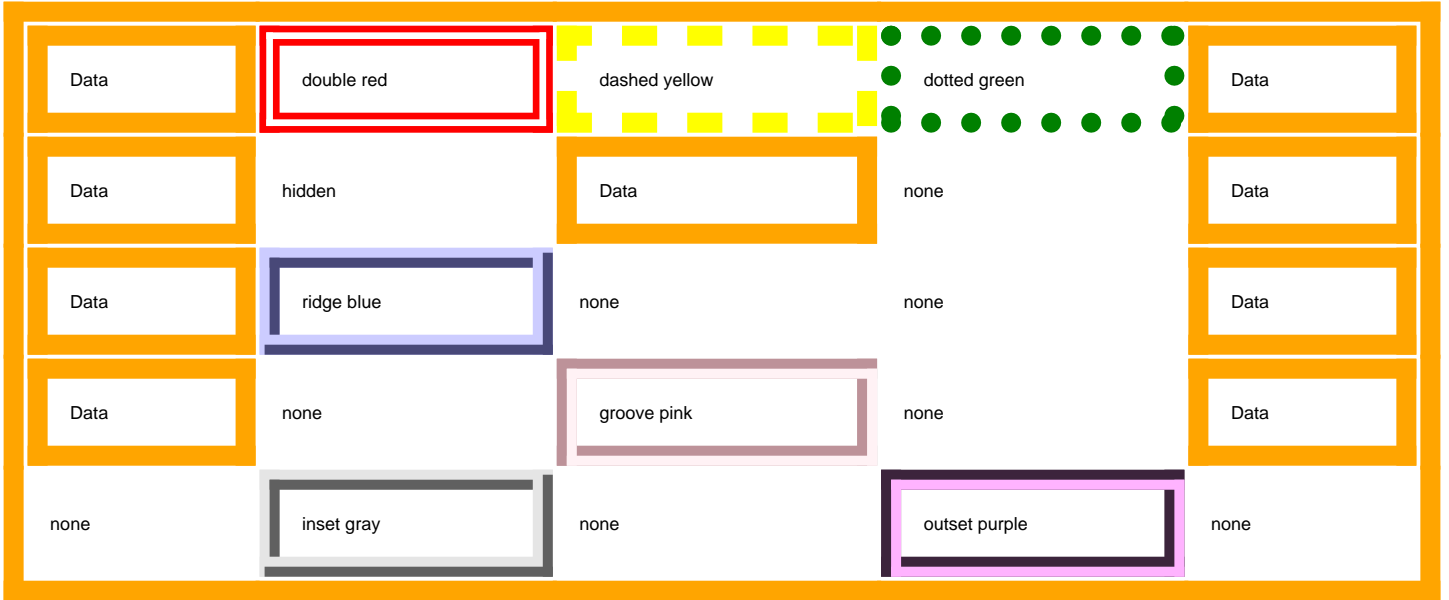 Data double red dashed yellow dotted green Data
Data hidden Data none Data
Data ridge blue none none Data
Data none groove pink none Data
none inset gray none outset purple none